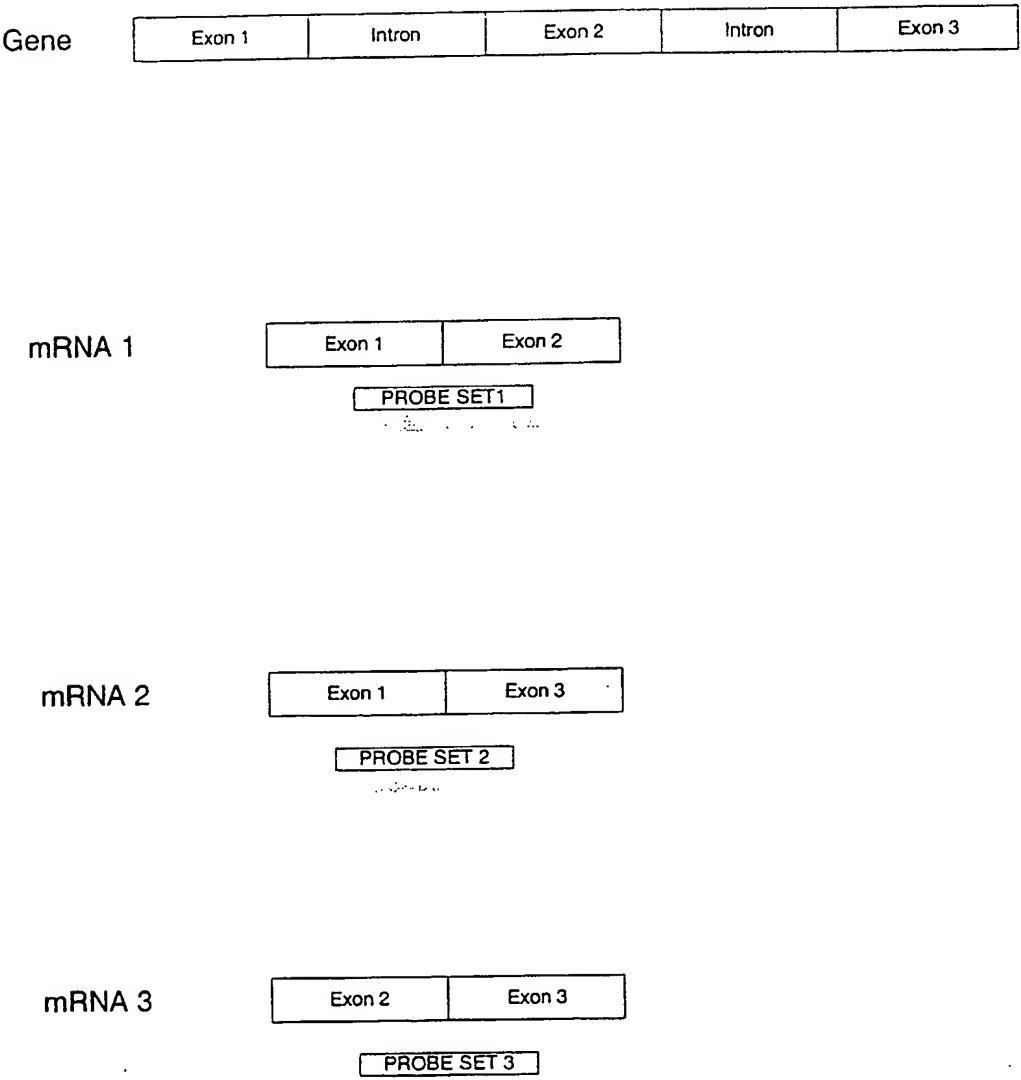 Gene Exon 1 Intron Exon 2 Intron Exon 3
mRNA 1 Exon 1 Exon 2
PROBE SET1
mRNA 2 Exon 1 Exon 3
PROBE SET 2
mRNA 3 Exon 2 Exon 3
PROBE SET 3